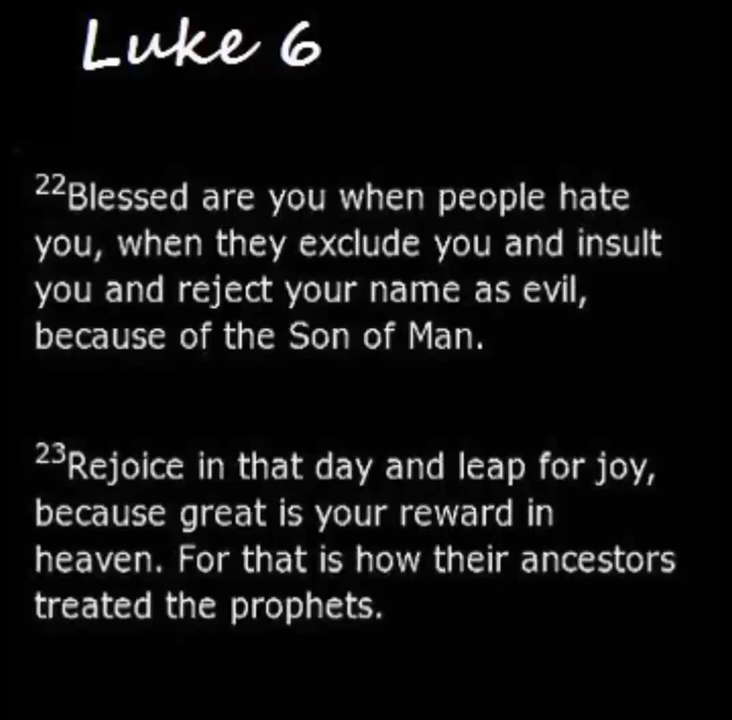 Luke 6
22Blessed are you when people hate
you, when they exclude you and insult
you and reject your name as evil,
because of the Son of Man.
23Rejoice in that day and leap for joy,
because great is your reward in
heaven. For that is how their ancestors
treated the prophets.